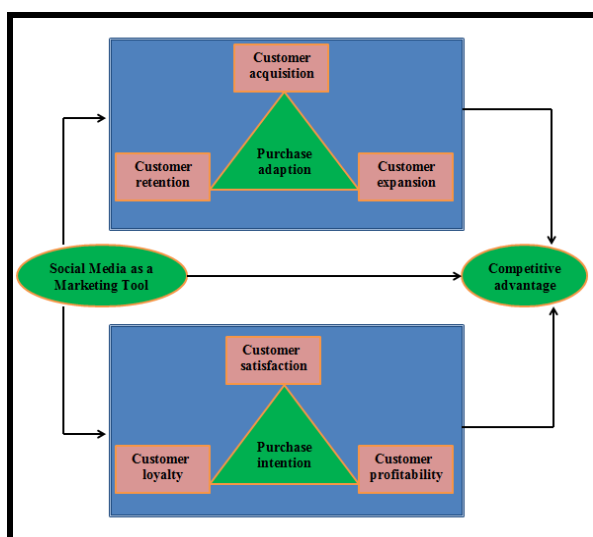 Customer
acquisition
Purchase
adaption
Customer
retention
Customer
expansion
Social Media as a
Marketing Tool
Competitive
advantage
Customer
satisfaction
Purchase
intention
Customer
loyalty
Customer
profitability